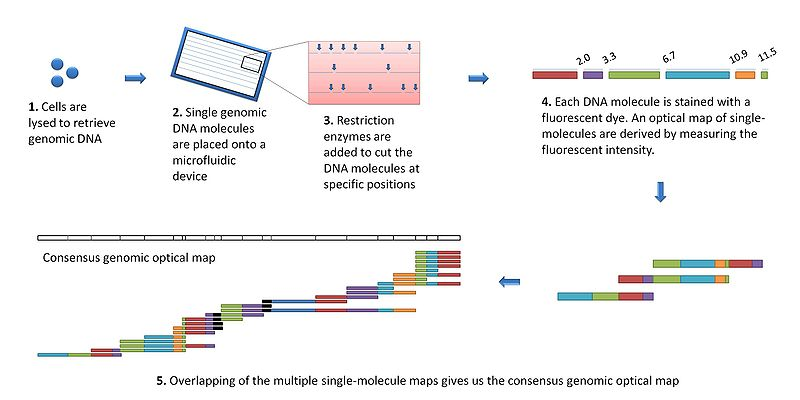 1. Cells are
lysed to retrieve
genomic DNA
2. Single genomic
DNA molecules
are placed onto a
microfluidic
device
3. Restriction
enzymes are
added to cut the
DNA molecules at
specific positions
2.0 3.3 6.7 10.9 11.5
4. Each DNA molecule is stained with a
fluorescent dye. An optical map of single-
molecules are derived by measuring the
fluorescent intensity.
Consensus genomic optical map
5. Overlapping of the multiple single-molecule maps gives us the consensus genomic optical map